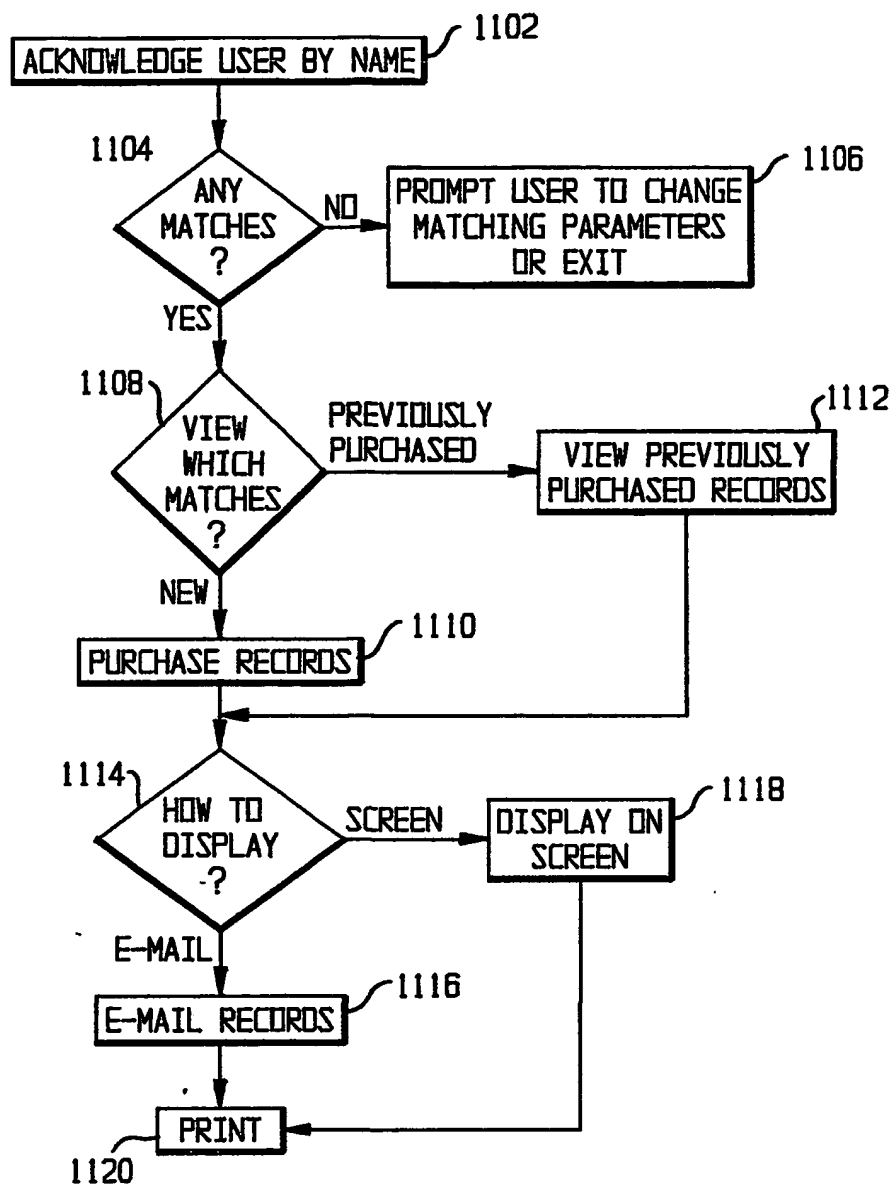 1102
ACKNOWLEDGE USER BY NAME
1104
ANY
MATCHES
?
NO
1106
PROMPT USER TO CHANGE
MATCHING PARAMETERS
OR EXIT
YES
1108
VIEW
WHICH
MATCHES
?
PREVIOUSLY
PURCHASED
1112
VIEW PREVIOUSLY
PURCHASED RECORDS
NEW
1110
PURCHASE RECORDS
1114
HOW TO
DISPLAY
?
SCREEN
1118
DISPLAY ON
SCREEN
E-MAIL
1116
E-MAIL RECORDS
PRINT
1120